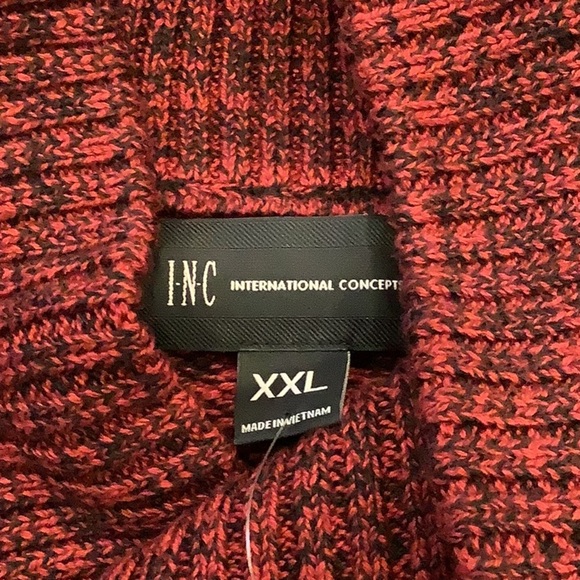 I-N-C INTERNATIONAL CONCEPTS
XXL
MADE IN VIETNAM